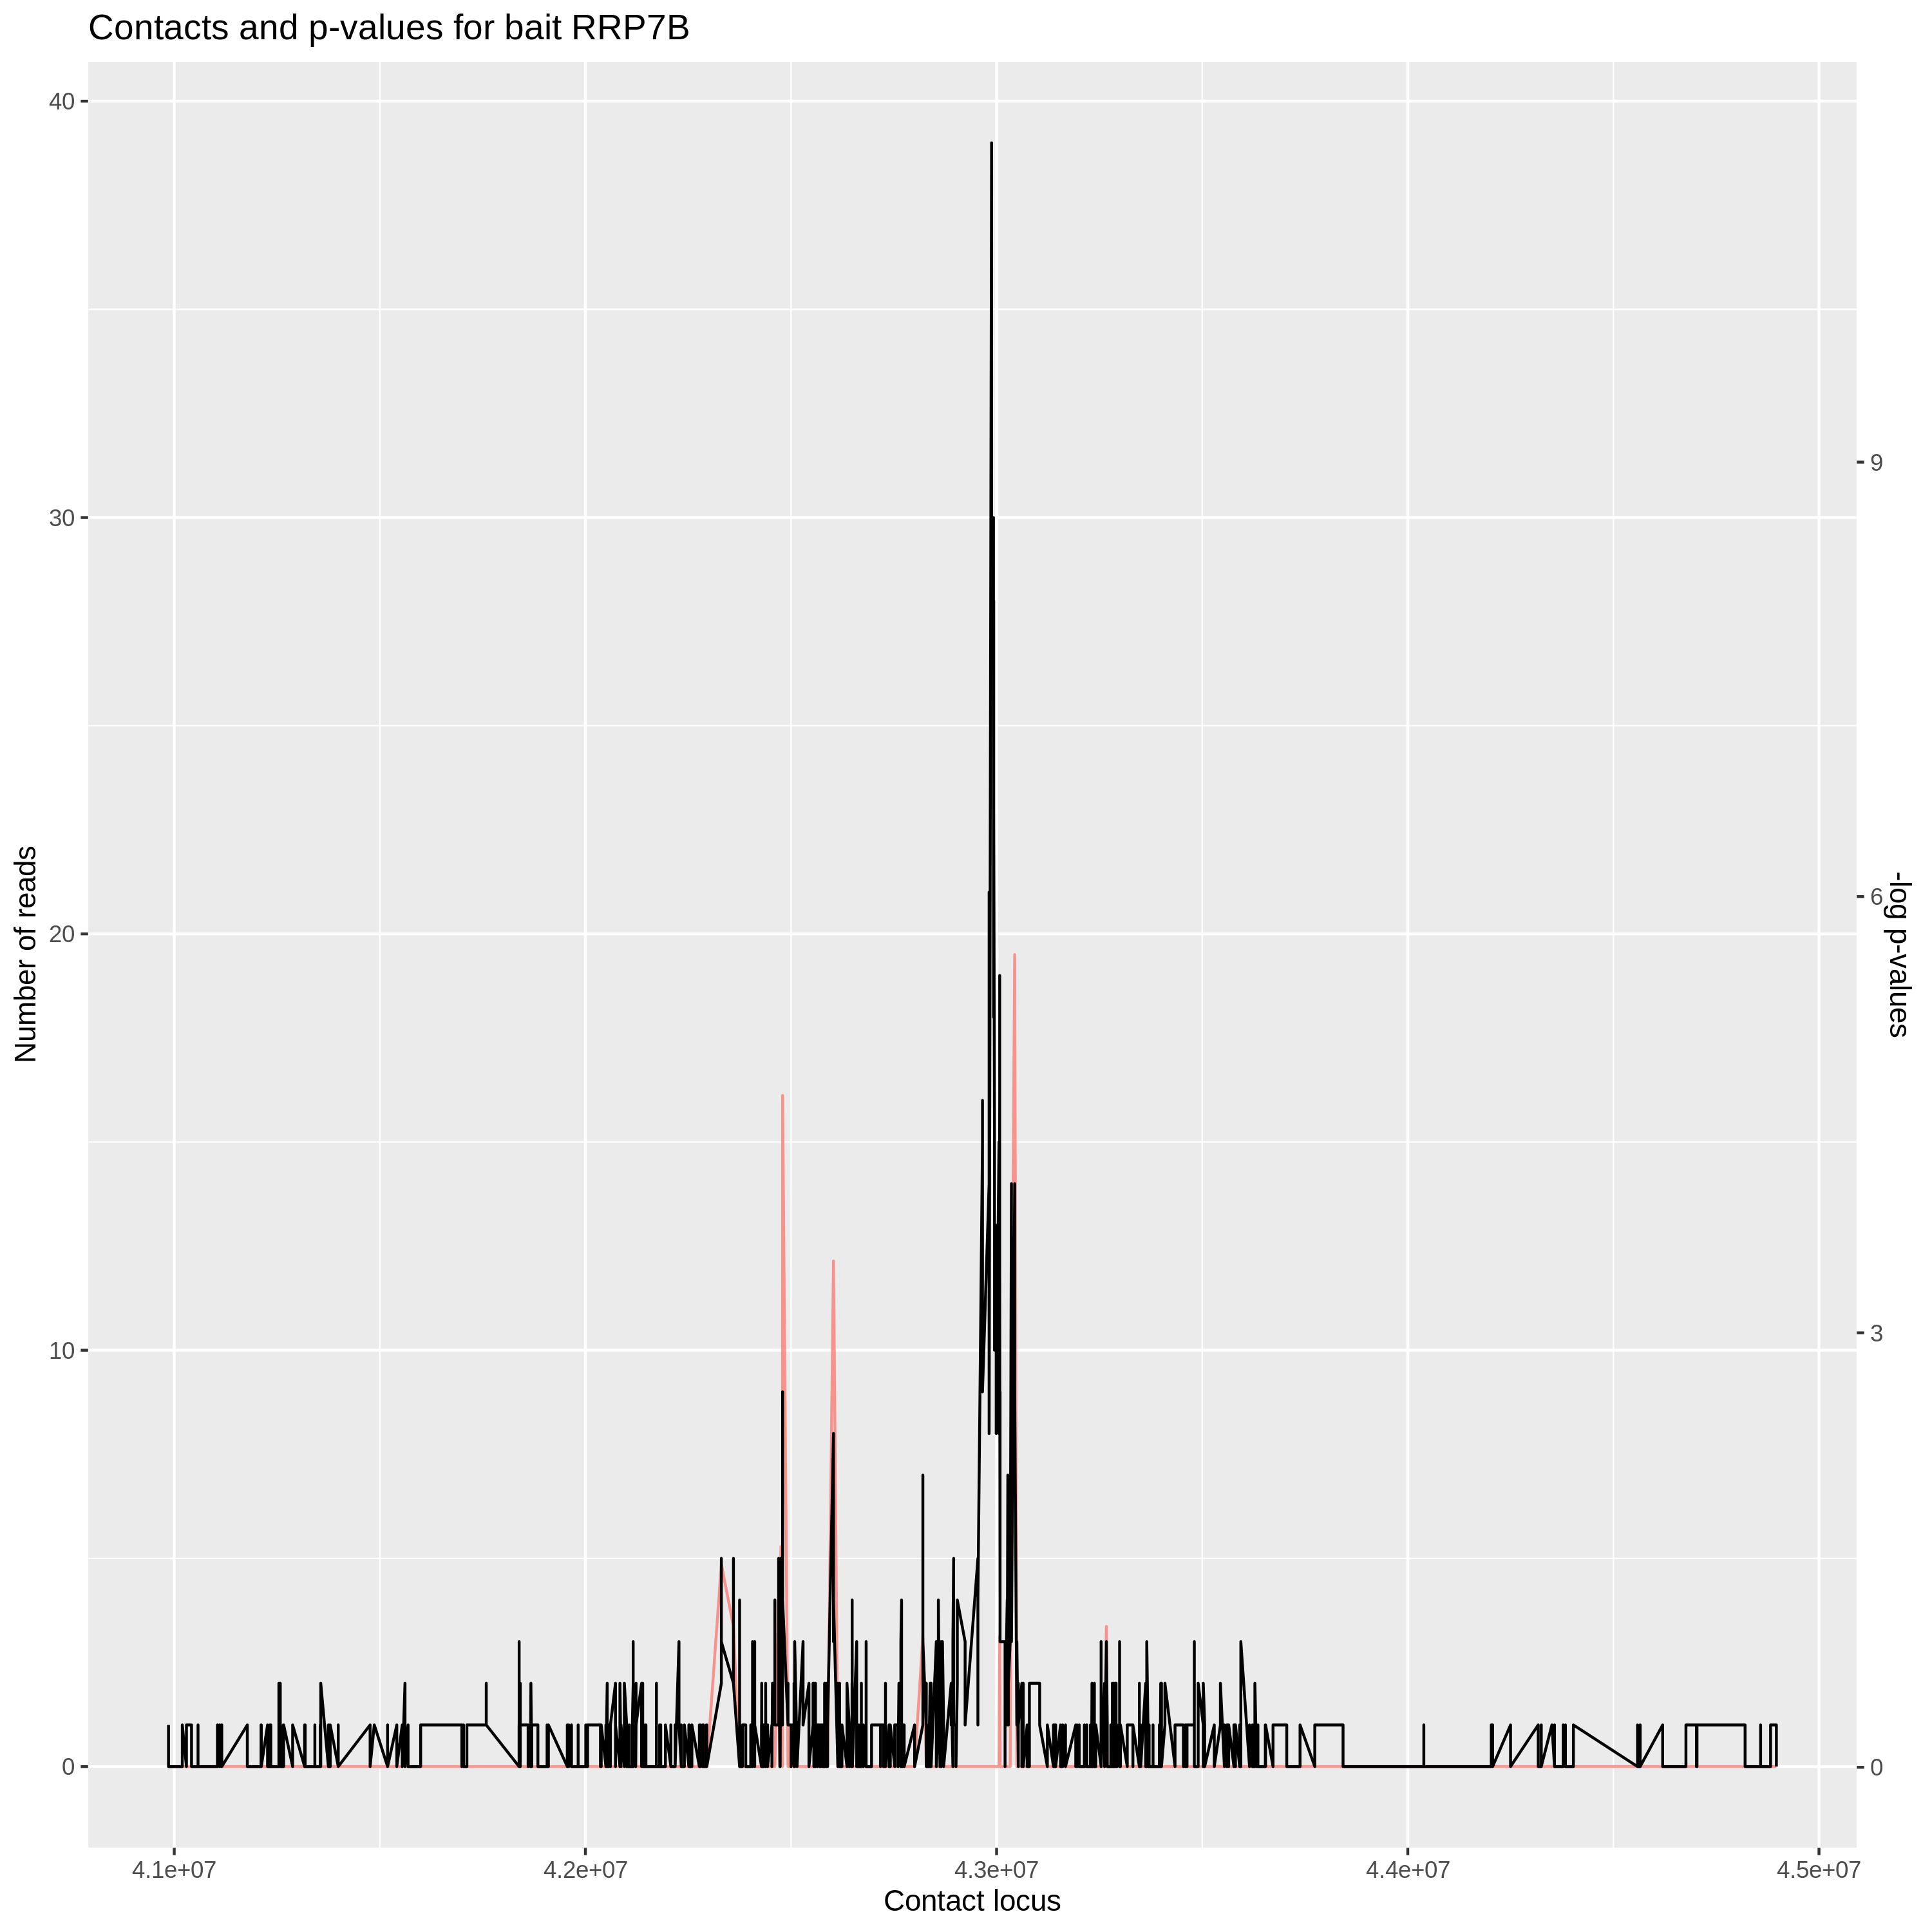 Contacts and p-values for bait RRP7B
40
30
20
10
0
Number of reads
9
6
3
0
-log p-values
4.1e+07
4.2e+07
4.3e+07
4.4e+07
4.5e+07
Contact locus